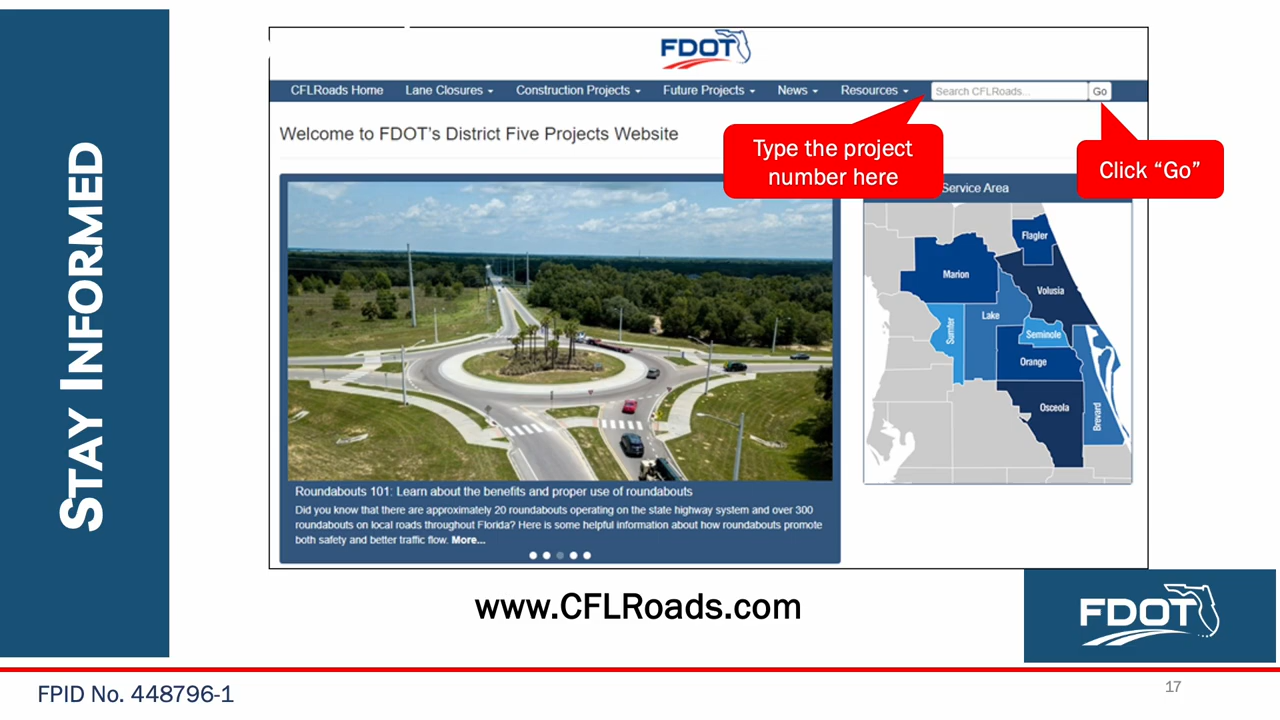 STAY INFORMED
FDOT
CFLRoads Home Lane Closures Construction Projects Future Projects News Resources Search CFLRoads... Go
Welcome to FDOT's District Five Projects Website
Type the project
number here
Click "Go"
Service Area
Flagler
Marion
Volusia
Lake
Sumter
Seminole
Orange
Osceola
Brevard
Roundabouts 101: Learn about the benefits and proper use of roundabouts
Did you know that there are approximately 20 roundabouts operating on the state highway system and over 300
roundabouts on local roads throughout Florida? Here is some helpful information about how roundabouts promote
both safety and better traffic flow. More...
www.CFLRoads.com
FDOT
FPID No. 448796-1
17